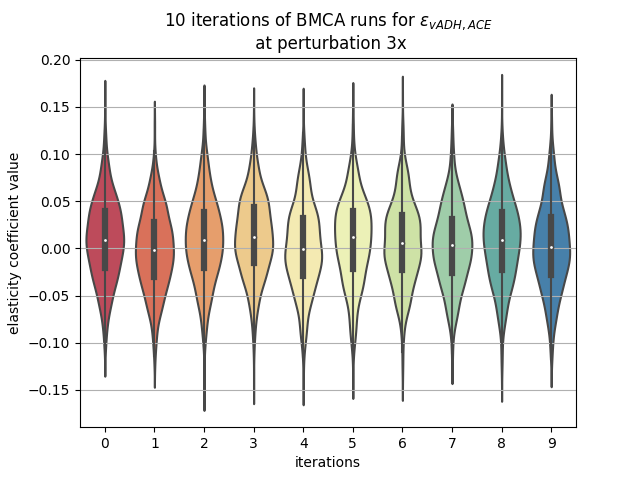 10 iterations of BMCA runs for εvADH, ACE
at perturbation 3x
0.20
0.15
0.10
0.05
0.00
−0.05
−0.10
−0.15
elasticity coefficient value
0 1 2 3 4 5 6 7 8 9
iterations